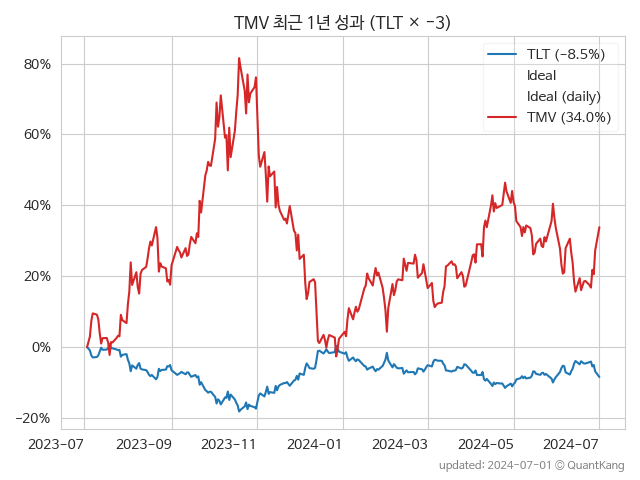 TMV 최근 1년 성과 (TLT × −3)
TLT (−8.5%)
Ideal
Ideal (daily)
TMV (34.0%)
80%
60%
40%
20%
0%
−20%
2023-07
2023-09
2023-11
2024-01
2024-03
2024-05
2024-07
updated: 2024-07-01 © QuantKang